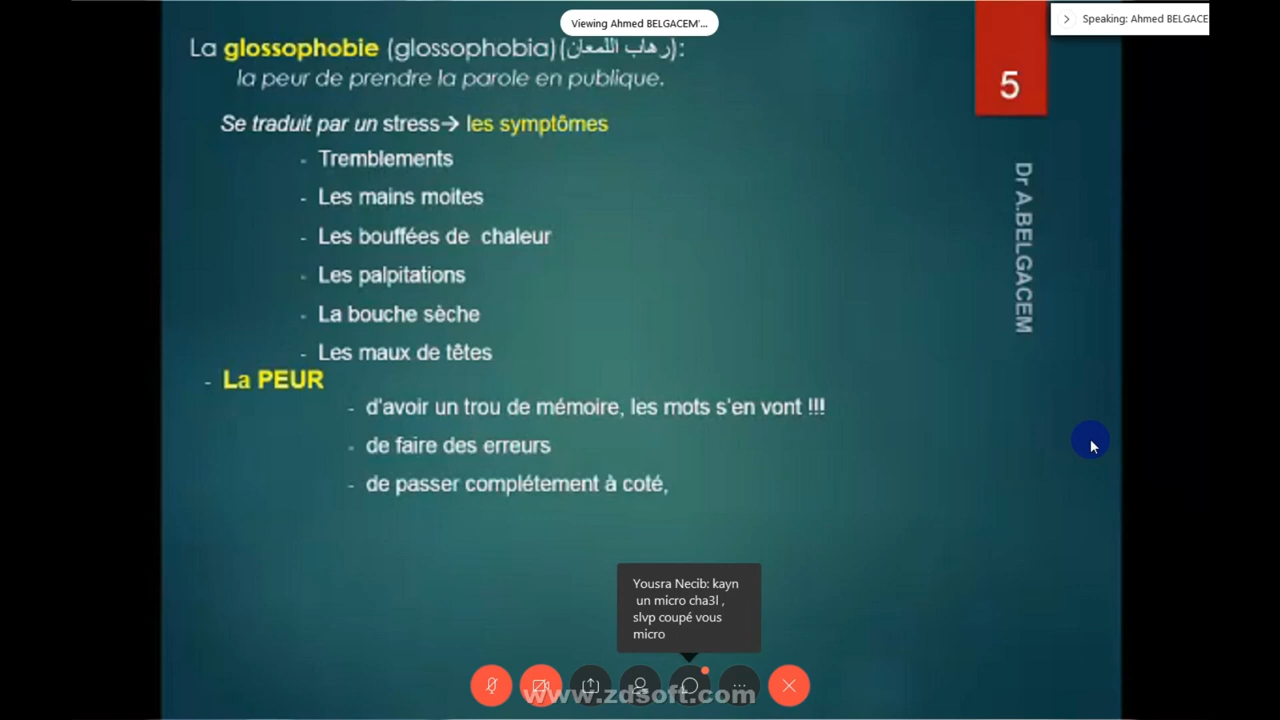 Viewing Ahmed BELGACEM'...
Speaking: Ahmed BELGACE
La glossophobie (glossophobia)(رهاب اللمعان):
la peur de prendre la parole en publique.
5
Se traduit par un stress→ les symptômes
- Tremblements
- Les mains moites
- Les bouffées de chaleur
- Les palpitations
- La bouche sèche
- Les maux de têtes
- La PEUR
- d'avoir un trou de mémoire, les mots s'en vont !!!
- de faire des erreurs
- de passer complétement à coté,
Dr A.BELGACEM
Yousra Necib: kayn
un micro cha3l ,
slvp coupé vous
micro
www.zdsoft.com